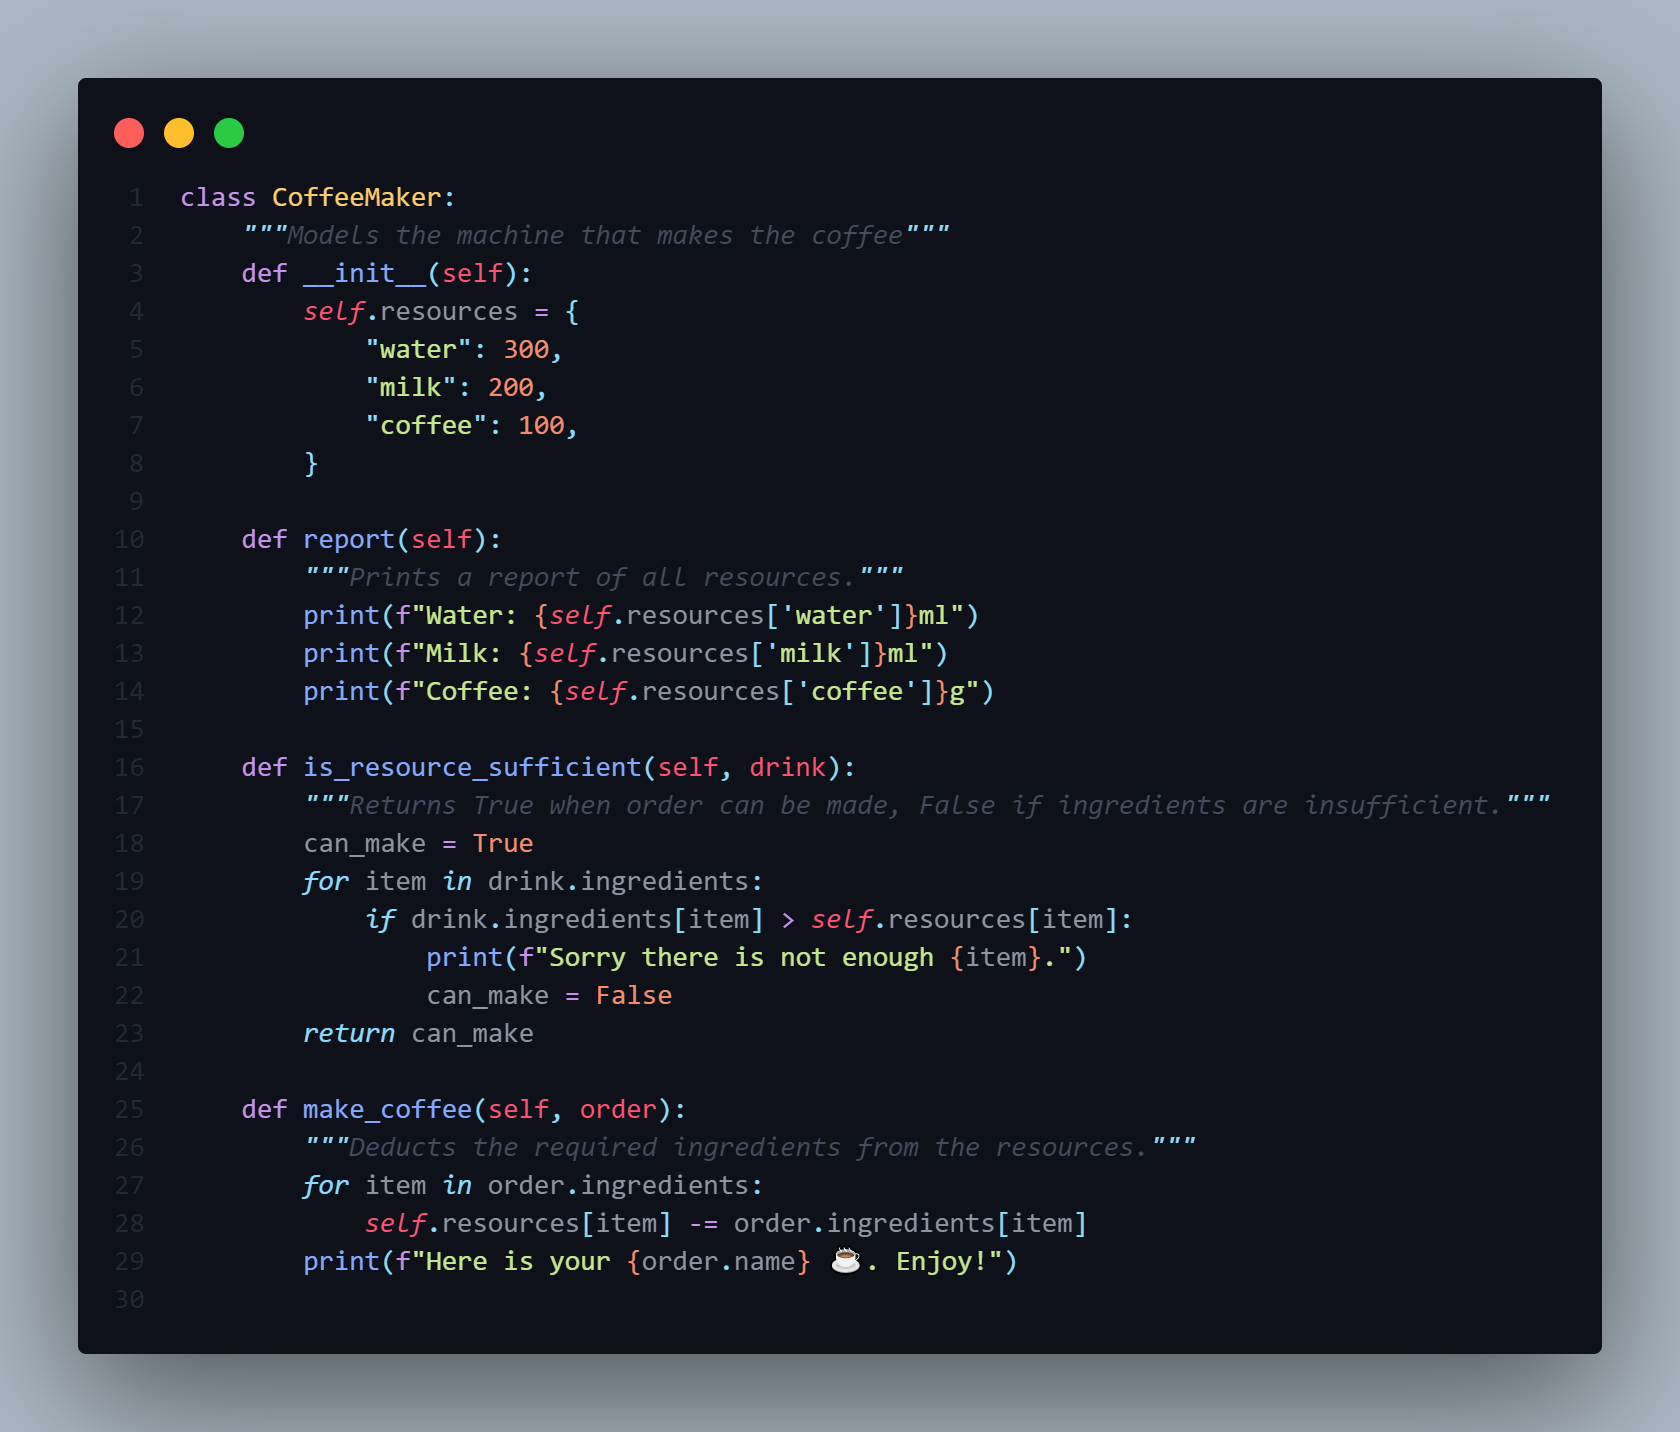 1 class CoffeeMaker:
2     """Models the machine that makes the coffee"""
3     def __init__(self):
4         self.resources = {
5             "water": 300,
6             "milk": 200,
7             "coffee": 100,
8         }
9
10     def report(self):
11         """Prints a report of all resources."""
12         print(f"Water: {self.resources['water']}ml")
13         print(f"Milk: {self.resources['milk']}ml")
14         print(f"Coffee: {self.resources['coffee']}g")
15
16     def is_resource_sufficient(self, drink):
17         """Returns True when order can be made, False if ingredients are insufficient."""
18         can_make = True
19         for item in drink.ingredients:
20             if drink.ingredients[item] > self.resources[item]:
21                 print(f"Sorry there is not enough {item}.")
22                 can_make = False
23         return can_make
24
25     def make_coffee(self, order):
26         """Deducts the required ingredients from the resources."""
27         for item in order.ingredients:
28             self.resources[item] -= order.ingredients[item]
29         print(f"Here is your {order.name} ☕. Enjoy!")
30